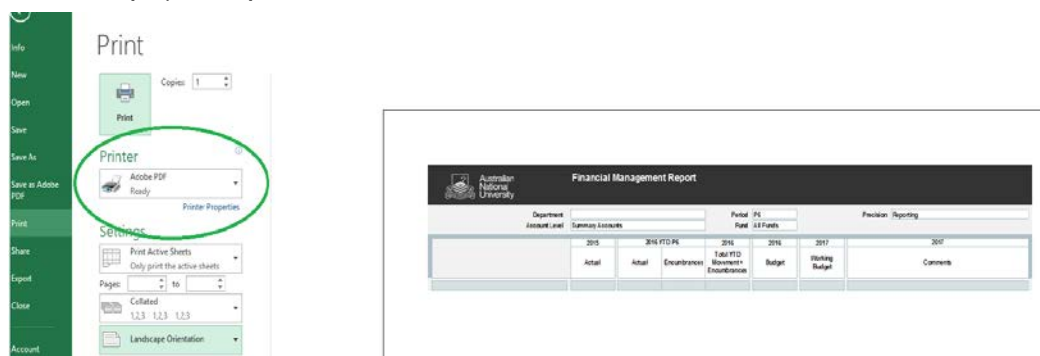 Info
New
Open
Save
Save As
Save as Adobe
PDF
Print
Share
Export
Close
Account
Print
Copies: 1
Print
Printer
Adobe PDF
Ready
Printer Properties
Settings
Print Active Sheets
Only print the active sheets
Pages: to
Collated
1,2,3 1,2,3 1,2,3
Landscape Orientation
Australian
National
University
Financial Management Report
Department Period P6 Precision Reporting
Account Level Summary Accounts Fund All Funds
2015 2016 YTD P6 2016 2016 2017 2017
Actual Actual Encumbrances Total YTD Movement + Encumbrances Budget Working Budget Comments